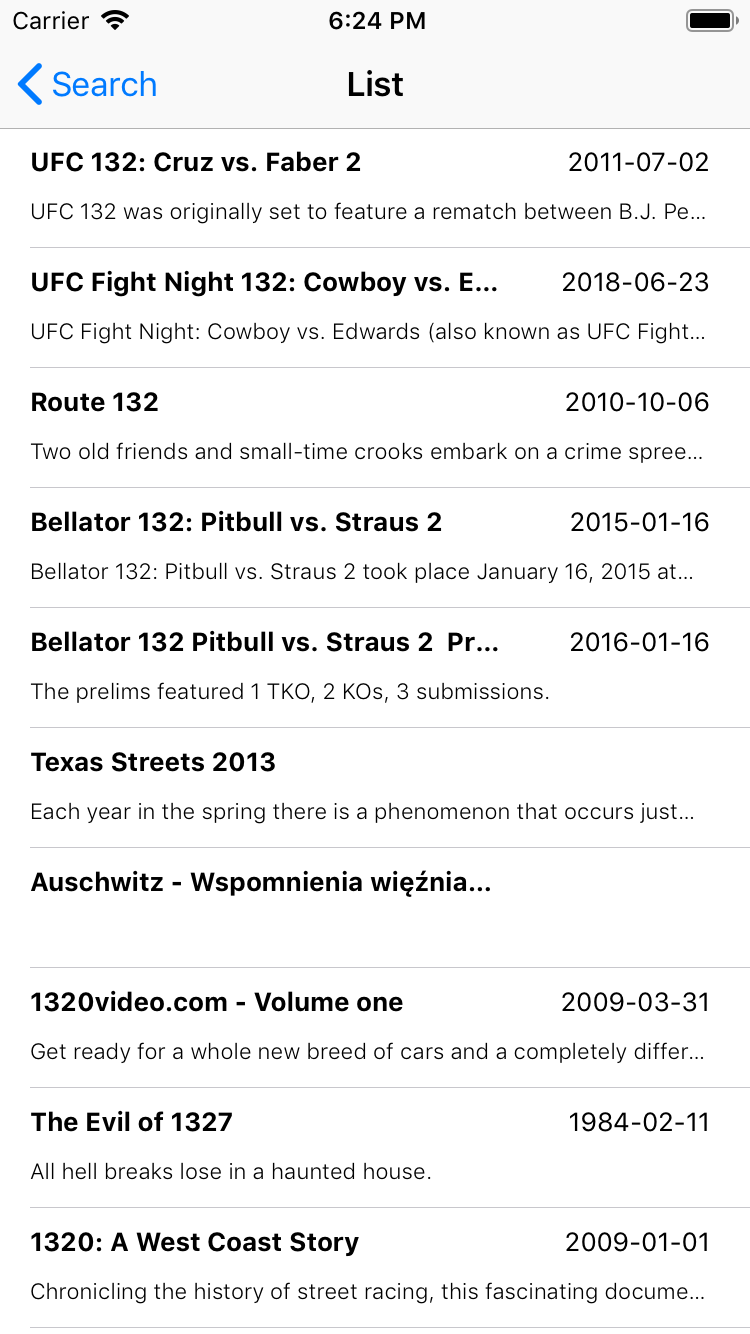 Carrier 6:24 PM
Search List
UFC 132: Cruz vs. Faber 2 2011-07-02
UFC 132 was originally set to feature a rematch between B.J. Pe...
UFC Fight Night 132: Cowboy vs. E... 2018-06-23
UFC Fight Night: Cowboy vs. Edwards (also known as UFC Fight...
Route 132 2010-10-06
Two old friends and small-time crooks embark on a crime spree...
Bellator 132: Pitbull vs. Straus 2 2015-01-16
Bellator 132: Pitbull vs. Straus 2 took place January 16, 2015 at...
Bellator 132 Pitbull vs. Straus 2  Pr... 2016-01-16
The prelims featured 1 TKO, 2 KOs, 3 submissions.
Texas Streets 2013
Each year in the spring there is a phenomenon that occurs just...
Auschwitz - Wspomnienia więźnia...
1320video.com - Volume one 2009-03-31
Get ready for a whole new breed of cars and a completely differ...
The Evil of 1327 1984-02-11
All hell breaks lose in a haunted house.
1320: A West Coast Story 2009-01-01
Chronicling the history of street racing, this fascinating docume...